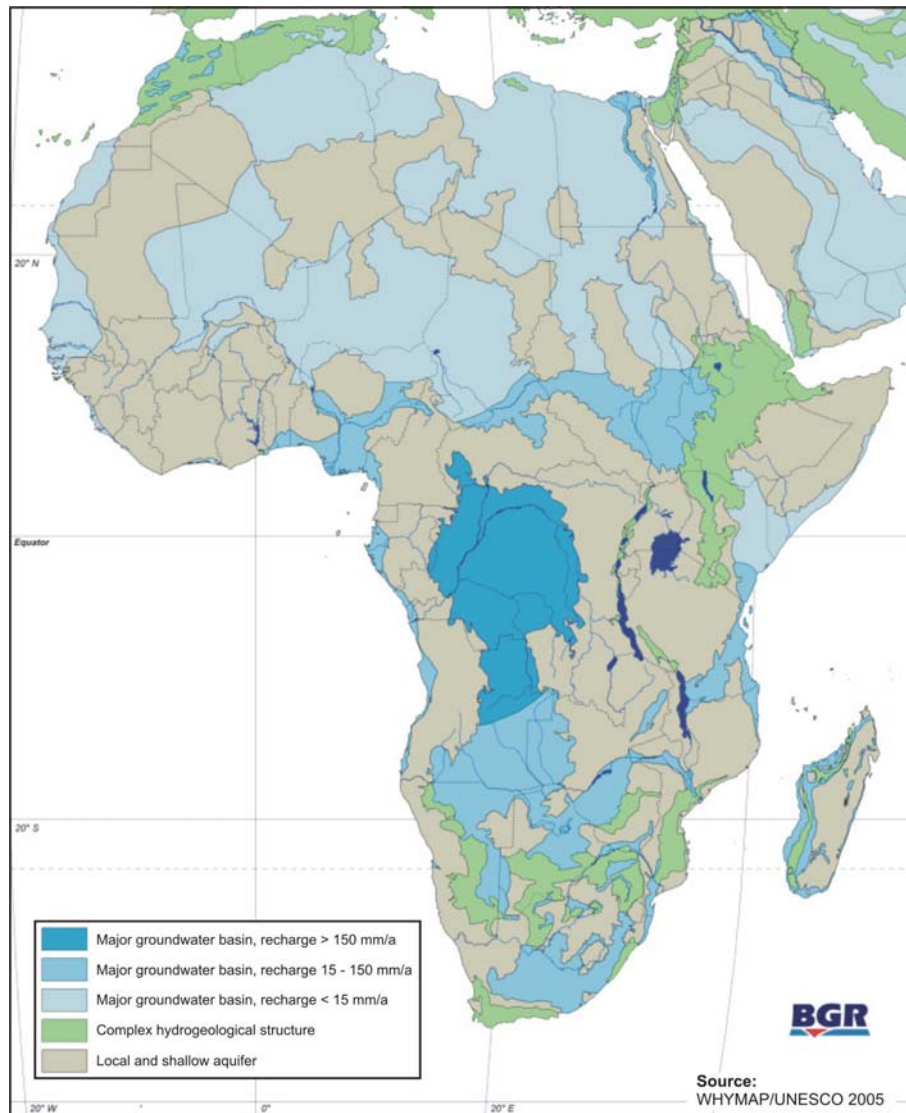 20° N
Equator
20° S
Major groundwater basin, recharge > 150 mm/a
Major groundwater basin, recharge 15 - 150 mm/a
Major groundwater basin, recharge < 15 mm/a
Complex hydrogeological structure
Local and shallow aquifer
BGR
Source:
WHYMAP/UNESCO 2005
20° W
0°
20° E